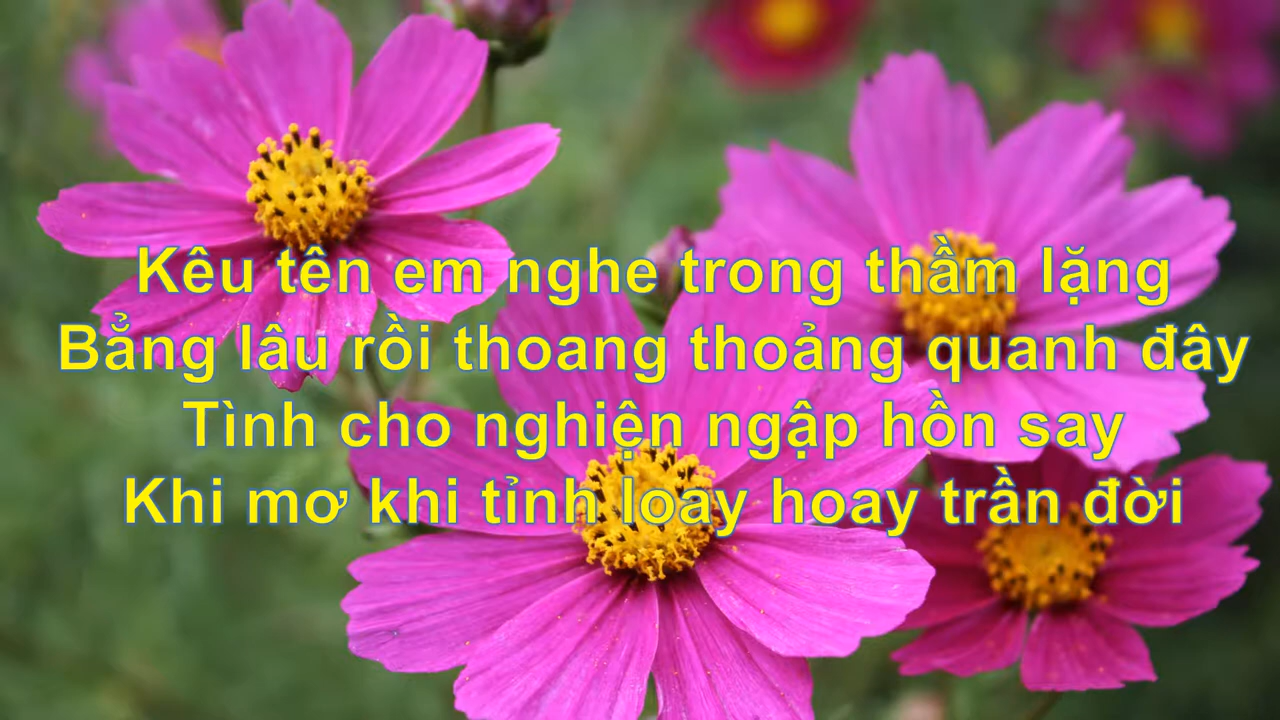 Kêu tên em nghe trong thầm lặng
Bẳng lâu rồi thoang thoảng quanh đây
Tình cho nghiện ngập hồn say
Khi mơ khi tỉnh loay hoay trần đời